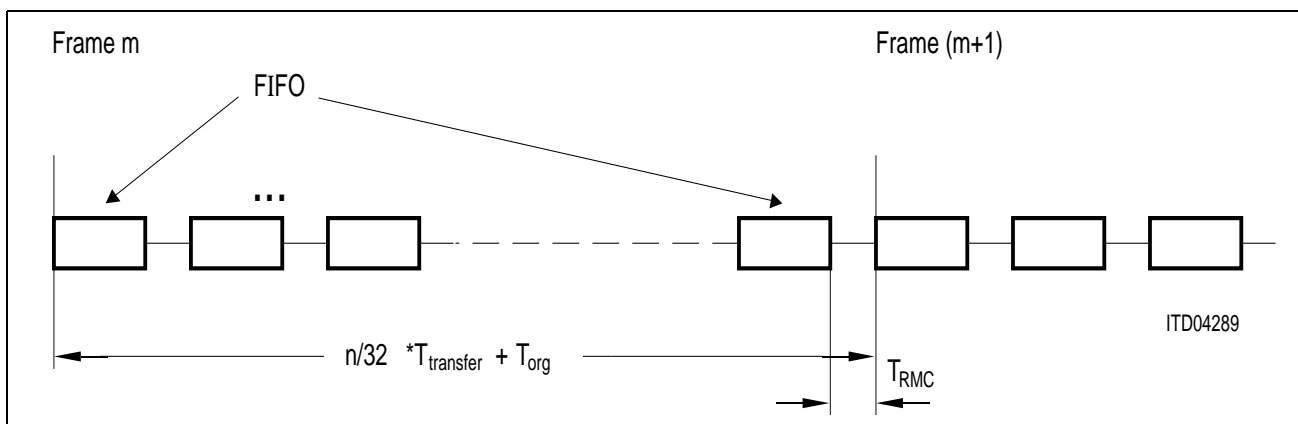 Frame m
Frame (m+1)
FIFO
...
ITD04289
n/32 *Ttransfer + Torg
TRMC